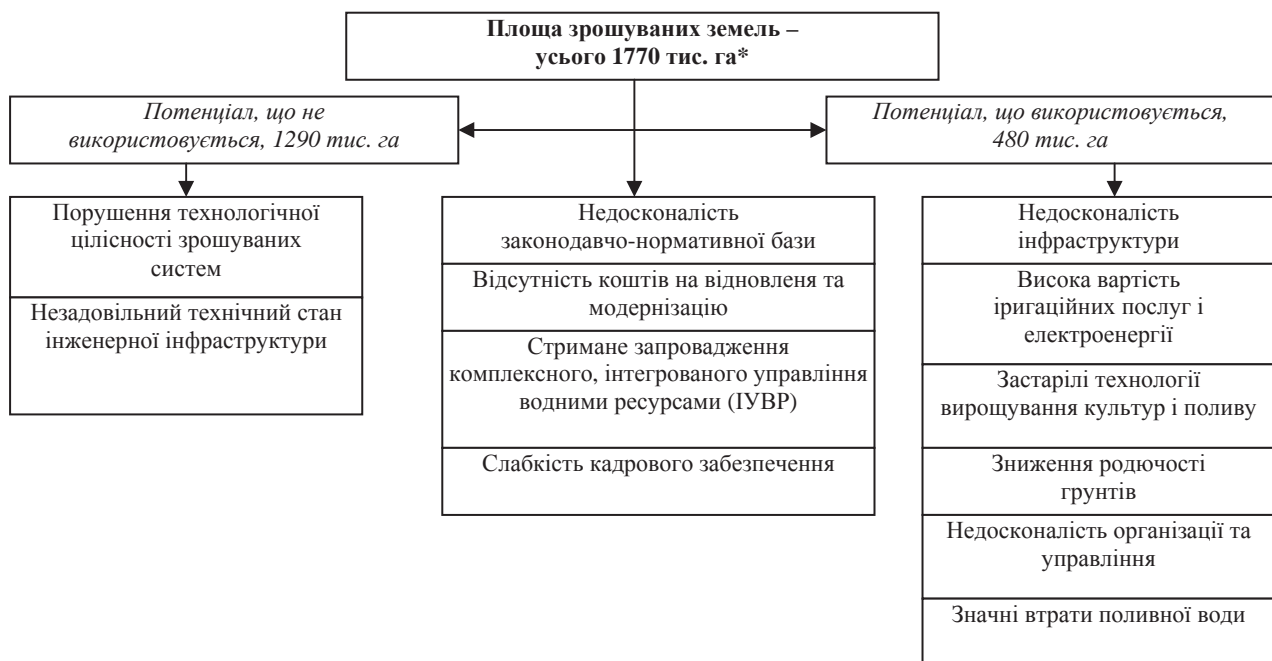 Площа зрошуваних земель –
усього 1770 тис. га*
Потенціал, що не
використовується, 1290 тис. га
Потенціал, що використовується,
480 тис. га
Порушення технологічної
цілісності зрошуваних
систем
Незадовільний технічний стан
інженерної інфраструктури
Недосконалість
законодавчо-нормативної бази
Відсутність коштів на відновленя та
модернізацію
Стримане запровадження
комплексного, інтегрованого управління
водними ресурсами (ІУВР)
Слабкість кадрового забезпечення
Недосконалість
інфраструктури
Висока вартість
іригаційних послуг і
електроенергії
Застарілі технології
вирощування культур і поливу
Зниження родючості
грунтів
Недосконалість організації та
управління
Значні втрати поливної води